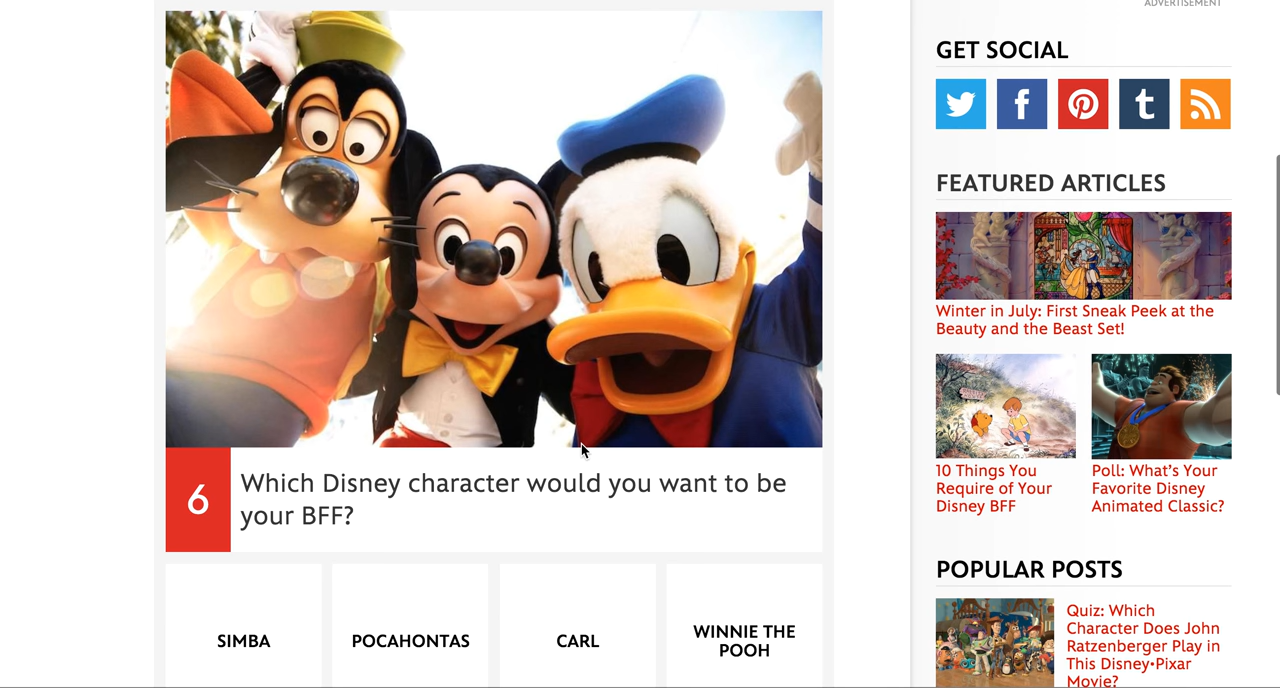 ADVERTISEMENT
GET SOCIAL
FEATURED ARTICLES
Winter in July: First Sneak Peek at the
Beauty and the Beast Set!
10 Things You
Require of Your
Disney BFF
Poll: What's Your
Favorite Disney
Animated Classic?
POPULAR POSTS
Quiz: Which
Character Does John
Ratzenberger Play in
This Disney•Pixar
Movie?
6
Which Disney character would you want to be
your BFF?
SIMBA
POCAHONTAS
CARL
WINNIE THE
POOH